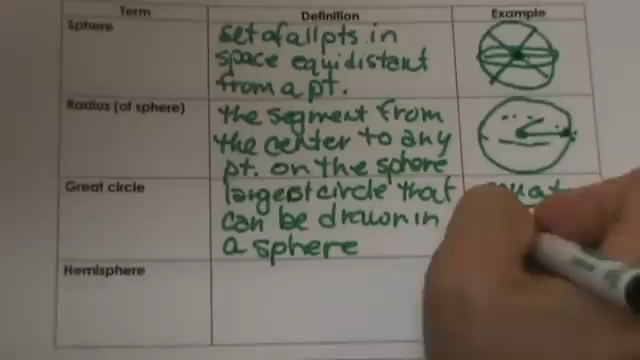 Term Definition Example
Sphere
set of all pts. in
space equidistant
from a pt.
Radius (of sphere)
the segment from
the center to any
pt. on the sphere
Great circle
largest circle that
can be drawn in
a sphere
Hemisphere